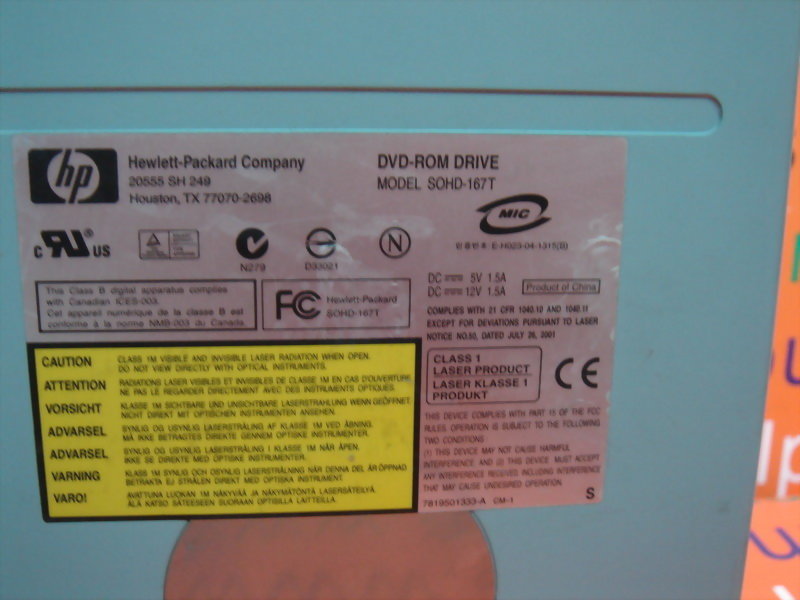 hp
Hewlett-Packard Company
20555 SH 249
Houston, TX 77070-2698
DVD-ROM DRIVE
MODEL SOHD-167T
MIC
E-H023-04-1315(B)
c RU ® US
N279
D33021
N
This Class B digital apparatus complies
with Canadian ICES-003.
Cet appareil numérique de la classe B est
conforme à la norme NMB-003 du Canada.
FC Hewlett-Packard
SOHD-167T
DC 5V 1.5A
DC 12V 1.5A
Product of China
COMPLIES WITH 21 CFR 1040.10 AND 1040.11
EXCEPT FOR DEVIATIONS PURSUANT TO LASER
NOTICE NO.50, DATED JULY 26, 2001
CLASS 1
LASER PRODUCT
LASER KLASSE 1
PRODUKT
CE
THIS DEVICE COMPLIES WITH PART 15 OF THE FCC
RULES OPERATION IS SUBJECT TO THE FOLLOWING
TWO CONDITIONS
(1) THIS DEVICE MAY NOT CAUSE HARMFUL
INTERFERENCE AND (2) THIS DEVICE MUST ACCEPT
ANY INTERFERENCE RECEIVED INCLUDING INTERFERENCE
THAT MAY CAUSE UNDESIRED OPERATION
7819501333-A CM-1
S
CAUTION CLASS 1M VISIBLE AND INVISIBLE LASER RADIATION WHEN OPEN.
DO NOT VIEW DIRECTLY WITH OPTICAL INSTRUMENTS.
ATTENTION RADIATIONS LASER VISIBLES ET INVISIBLES DE CLASSE 1M EN CAS D'OUVERTURE
NE PAS LE REGARDER DIRECTEMENT AVEC DES INSTRUMENTS OPTIQUES.
VORSICHT KLASSE 1M SICHTBARE UND UNSICHTBARE LASERSTRAHLUNG WENN GEÖFFNET
NICHT DIREKT MIT OPTISCHEN INSTRUMENTEN ANSEHEN.
ADVARSEL SYNLIG OG USYNLIG LASERSTRÅLING AF KLASSE 1M VED ÅBNING.
MÅ IKKE BETRAGTES DIREKTE GENNEM OPTISKE INSTRUMENTER.
ADVARSEL SYNLIG OG USYNLIG LASERSTRÅLING I KLASSE 1M NÅR ÅPEN.
MÅ IKKE BETRAKTES DIREKTE MED OPTISKE INSTRUMENTER.
VARNING KLASS 1M SYNLIG OCH OSYNLIG LASERSTRÅLNING NÄR DENNA DEL ÄR ÖPPNAD
BETRAKTA EJ STRÅLEN DIREKT MED OPTISKA INSTRUMENT.
VARO! AVATTUNA LUOKAN 1M NÄKYVÄÄ JA NÄKYMÄTÖNTÄ LASERSÄTEILYÄ.
ÄLÄ KATSO SÄTEESEEN SUORAAN OPTISILLA LAITTEILLA.